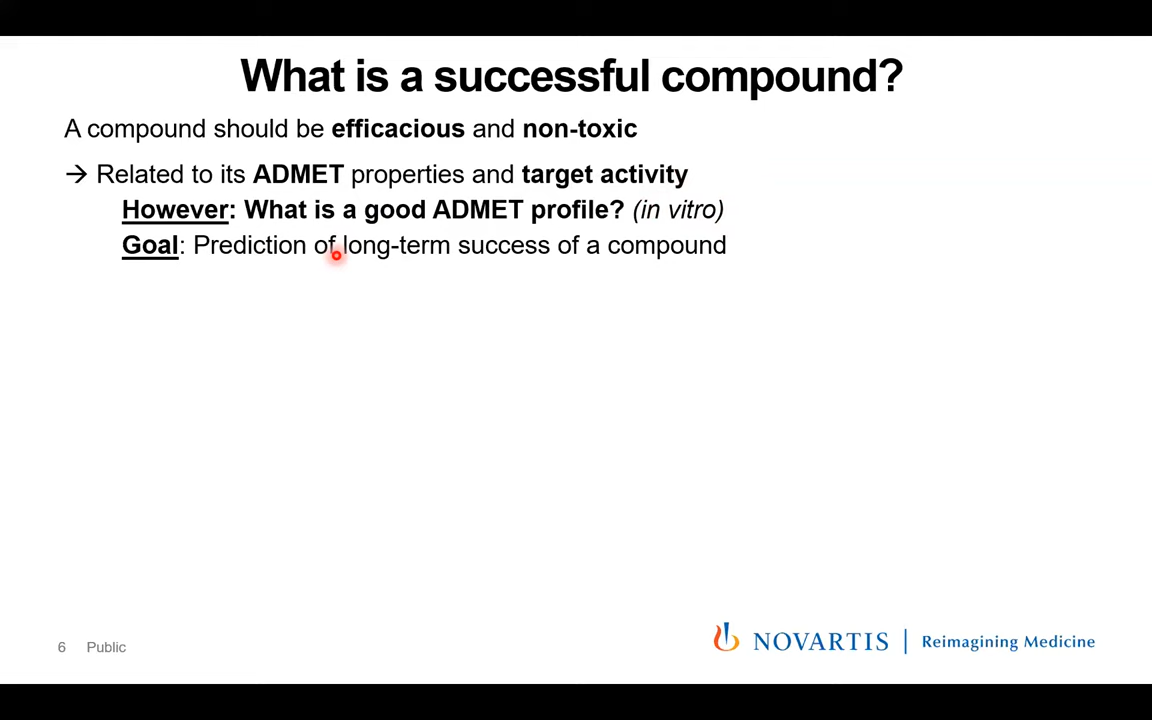 What is a successful compound?
A compound should be efficacious and non-toxic
→ Related to its ADMET properties and target activity
However: What is a good ADMET profile? (in vitro)
Goal: Prediction of long-term success of a compound
6 Public
NOVARTIS | Reimagining Medicine